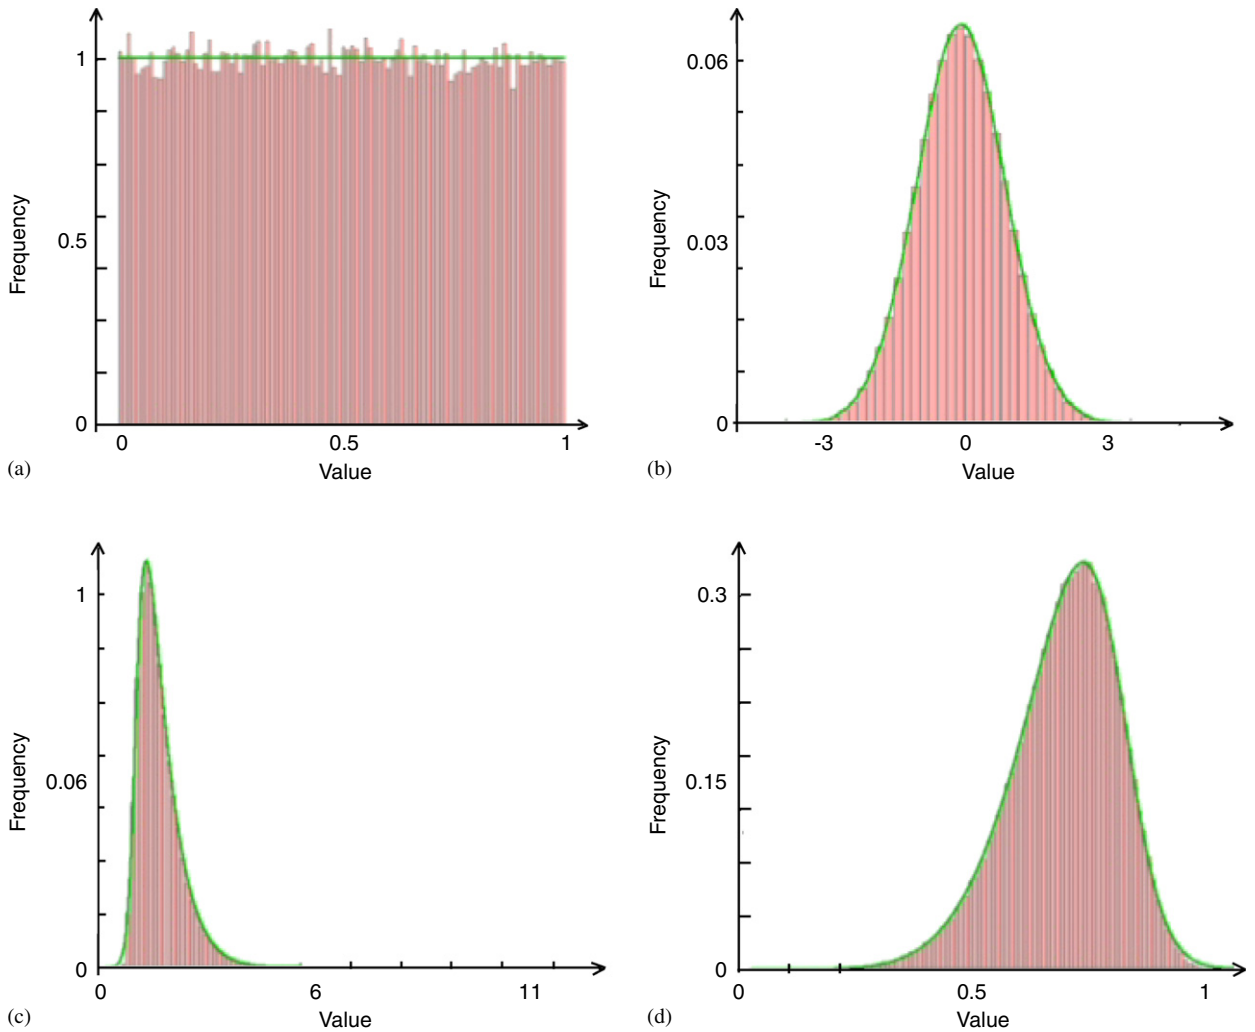 1
0.5
0
Frequency
0 0.5 1
Value
(a)
0.06
0.03
0
Frequency
-3 0 3
Value
(b)
1
0.06
0
Frequency
0 6 11
Value
(c)
0.3
0.15
0
Frequency
0 0.5 1
Value
(d)